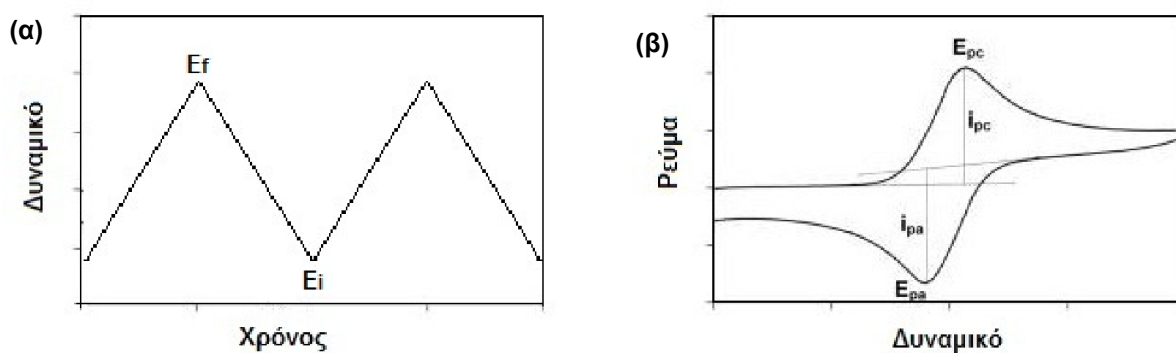 (α)
Ef
Δυναμικό
Ei
Χρόνος
(β)
Epc
ipc
Ρεύμα
ipa
Epa
Δυναμικό